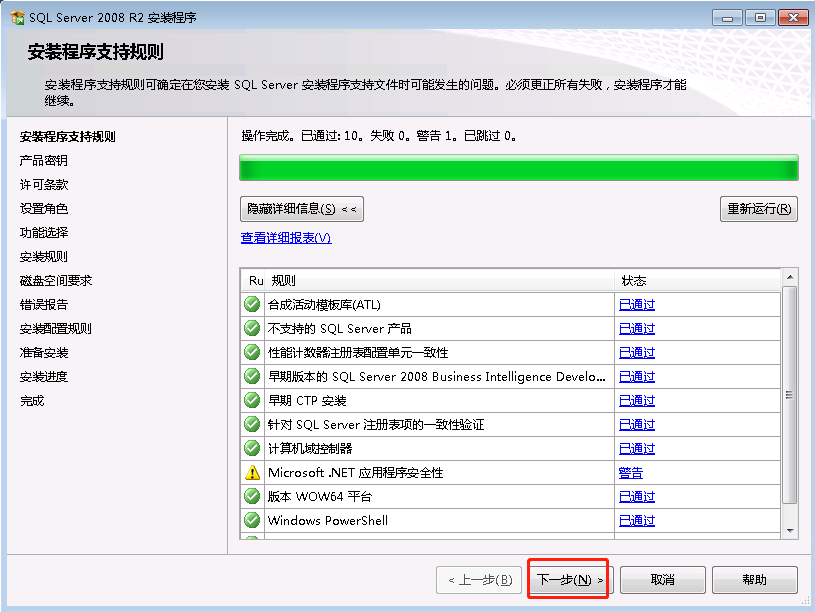 SQL Server 2008 R2 安装程序
安装程序支持规则
安装程序支持规则可确定在您安装 SQL Server 安装程序支持文件时可能发生的问题。必须更正所有失败，安装程序才能
继续。
安装程序支持规则
产品密钥
许可条款
设置角色
功能选择
安装规则
磁盘空间要求
错误报告
安装配置规则
准备安装
安装进度
完成
操作完成。已通过: 10。失败 0。警告 1。已跳过 0。
隐藏详细信息(S) <<
重新运行(R)
查看详细报表(V)
Ru 规则 状态
合成活动模板库(ATL) 已通过
不支持的 SQL Server 产品 已通过
性能计数器注册表配置单元一致性 已通过
早期版本的 SQL Server 2008 Business Intelligence Develo... 已通过
早期 CTP 安装 已通过
针对 SQL Server 注册表项的一致性验证 已通过
计算机域控制器 已通过
Microsoft .NET 应用程序安全性 警告
版本 WOW64 平台 已通过
Windows PowerShell 已通过
< 上一步(B)
下一步(N) >
取消
帮助